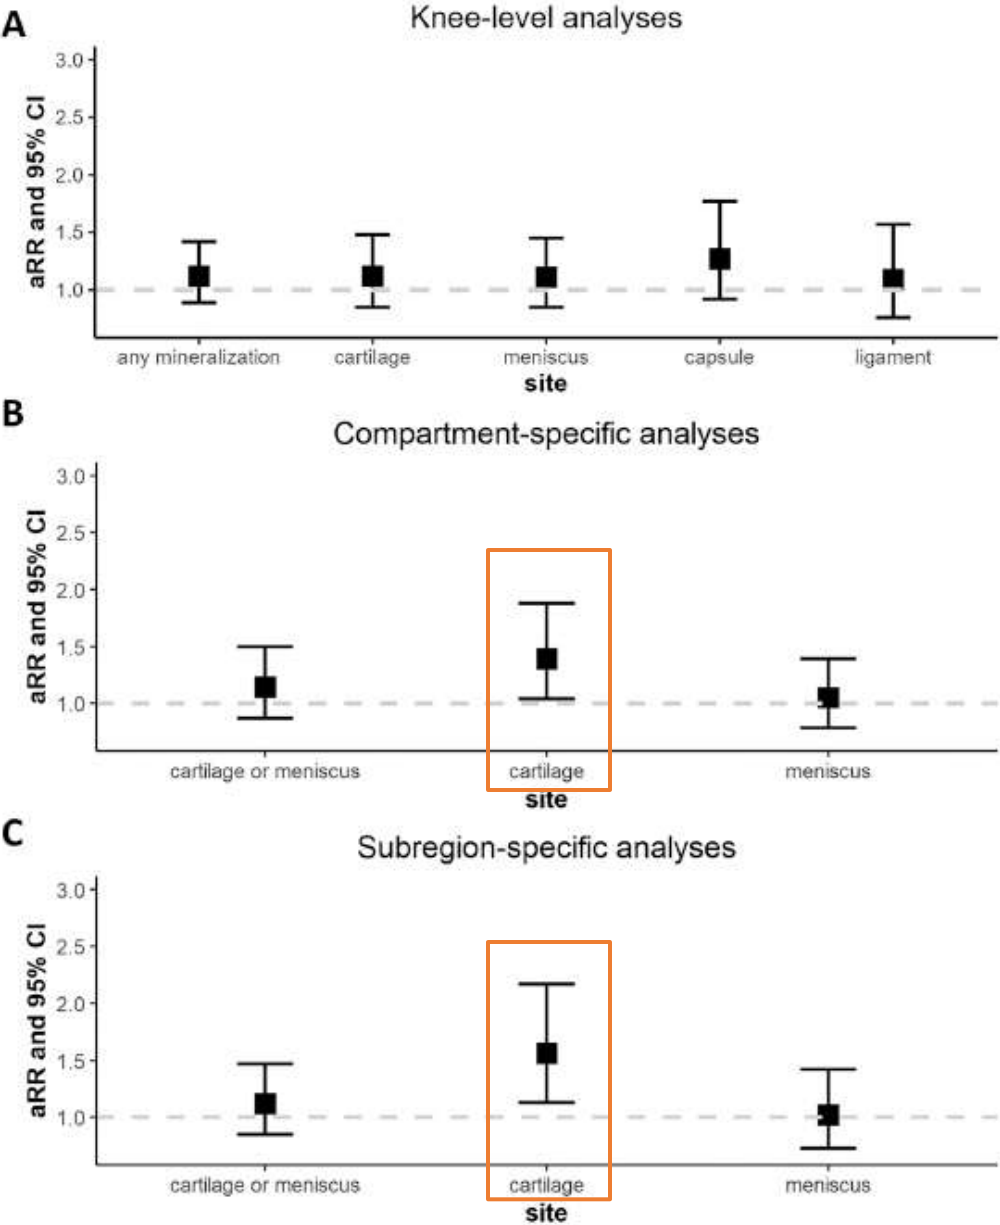 A
Knee-level analyses
aRR and 95% CI
3.0
2.5
2.0
1.5
1.0
any mineralization cartilage meniscus capsule ligament
site
B
Compartment-specific analyses
aRR and 95% CI
3.0
2.5
2.0
1.5
1.0
cartilage or meniscus cartilage meniscus
site
C
Subregion-specific analyses
aRR and 95% CI
3.0
2.5
2.0
1.5
1.0
cartilage or meniscus cartilage meniscus
site